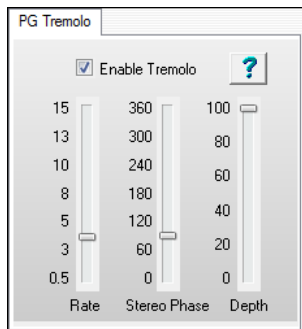 PG Tremolo
Enable Tremolo ?
15 360 100
13 300 80
10 240 60
8 180
5 120 40
3 60 20
0.5 0 0
Rate Stereo Phase Depth